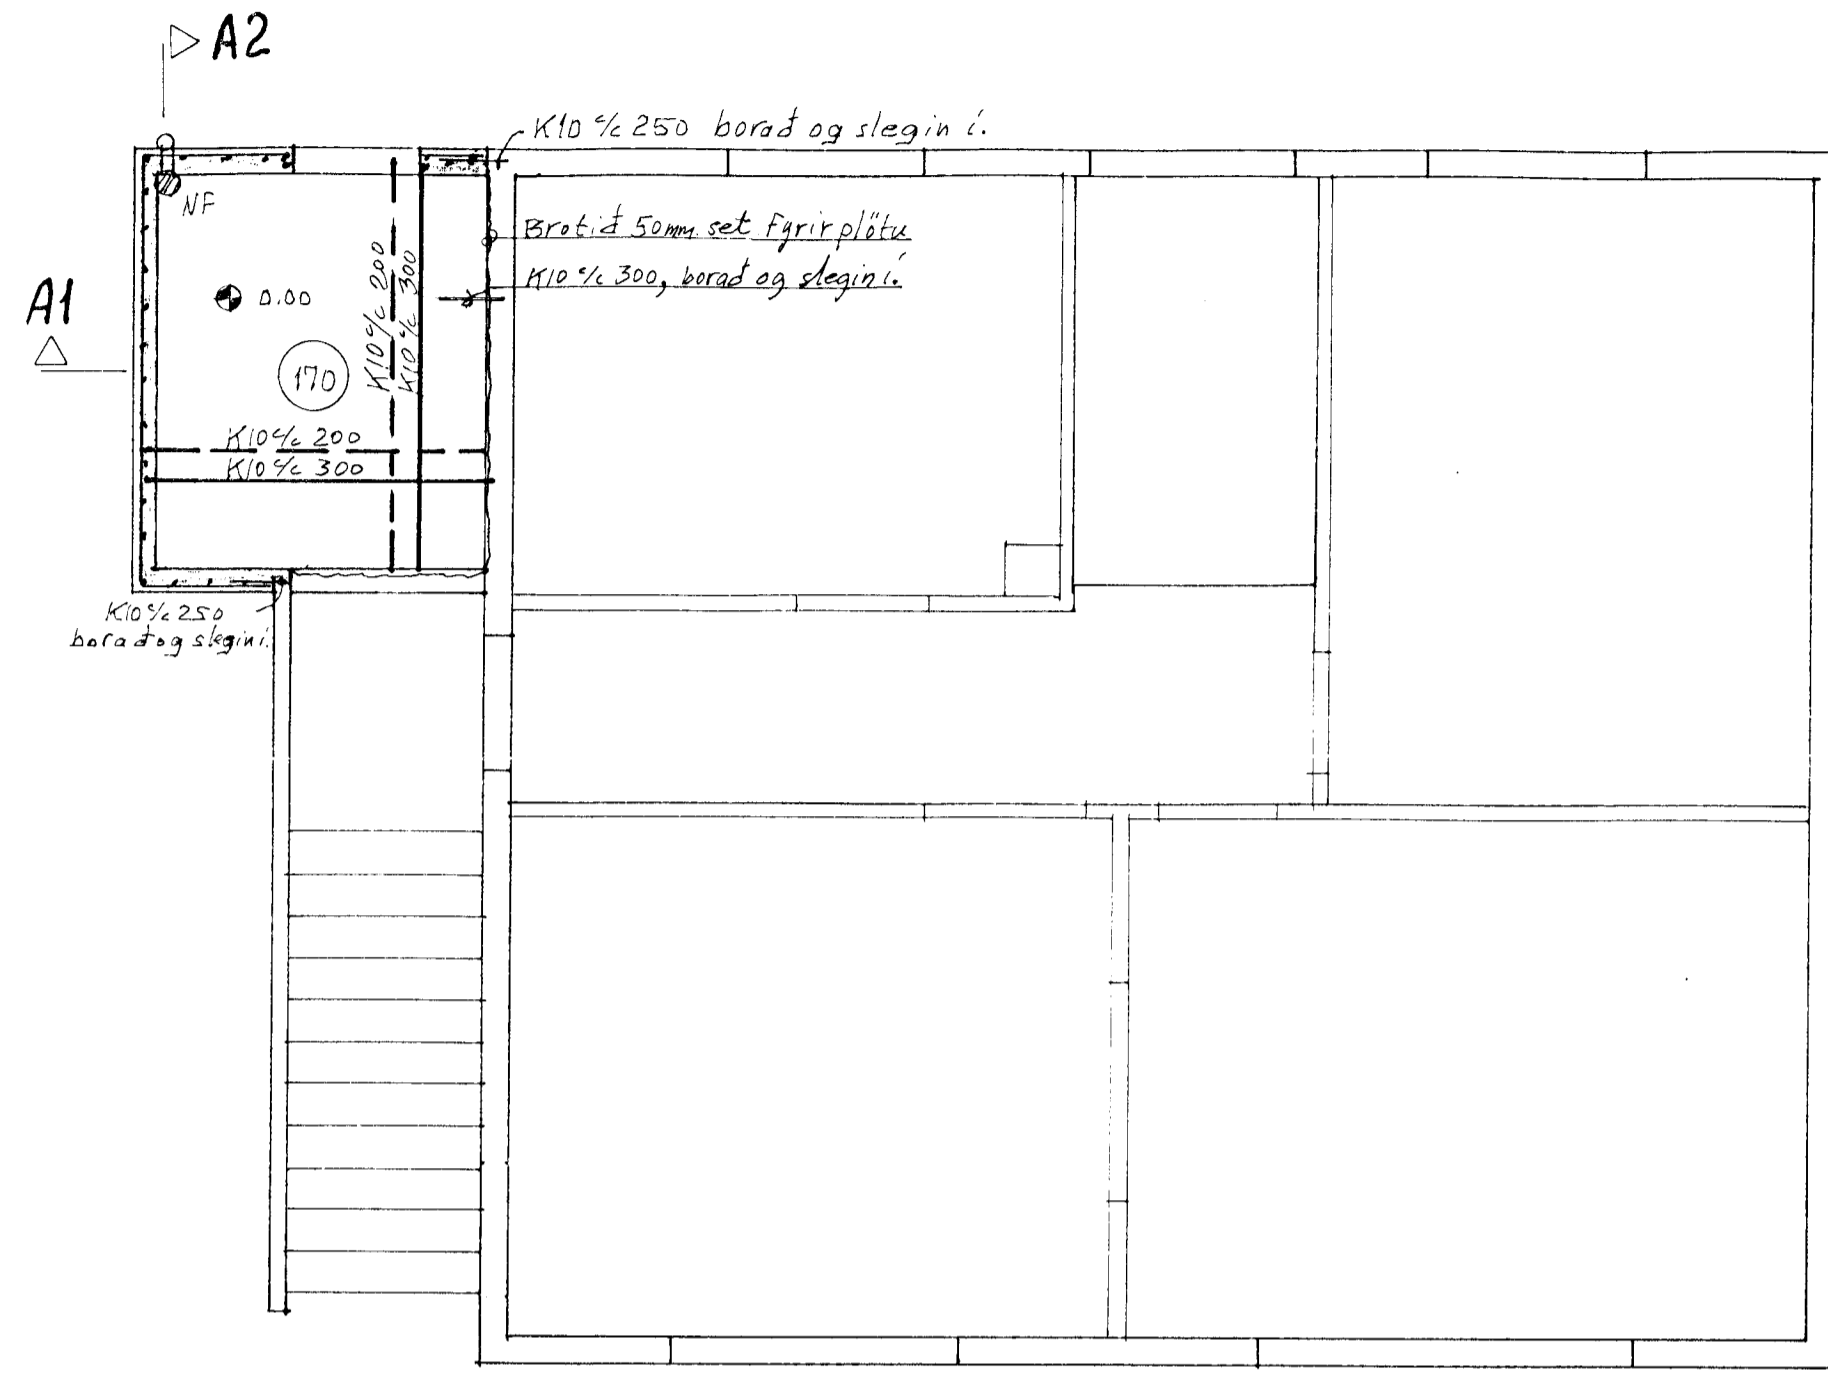 A2
K10 c/c 250 borað og slegin í.
NF
Brotið 50mm. set Fyrir plötu
K10 c/c 300, borað og slegin í.
A1
0.00
K10 c/c 200
K10 c/c 300
170
K10 c/c 200
K10 c/c 300
K10 c/c 250
borað og slegin í.